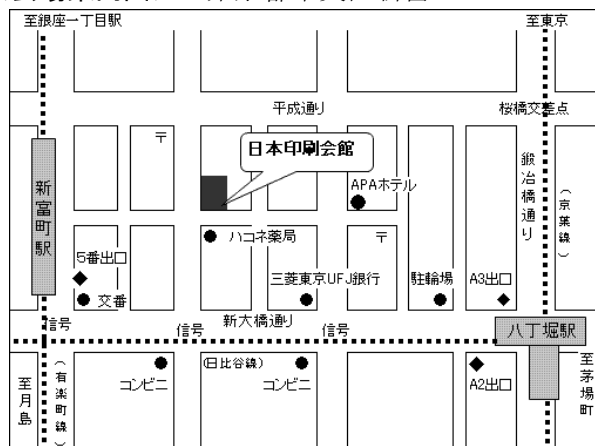 至銀座一丁目駅
至東京
平成通り
桜橋交差点
〒
日本印刷会館
APAホテル
鍛冶橋通り
(京葉線)
新富町駅
ハコネ薬局
〒
5番出口
三菱東京UFJ銀行
駐輪場
A3出口
交番
信号
信号
新大橋通り
信号
八丁堀駅
至月島
(有楽町線)
コンビニ
(日比谷線)
コンビニ
A2出口
至茅場町